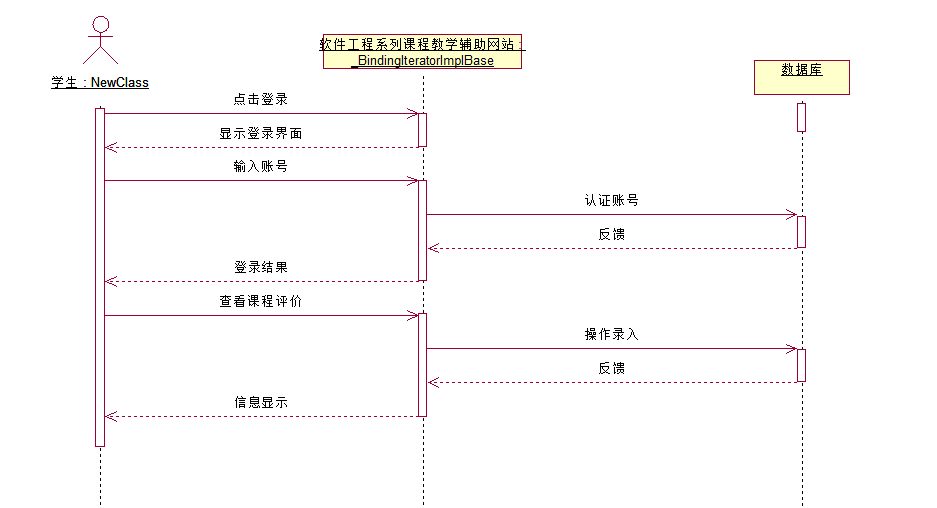 软件工程系列课程教学辅助网站 :
_BindingIteratorImplBase
数据库
学生 : NewClass
点击登录
显示登录界面
输入账号
认证账号
反馈
登录结果
查看课程评价
操作录入
反馈
信息显示